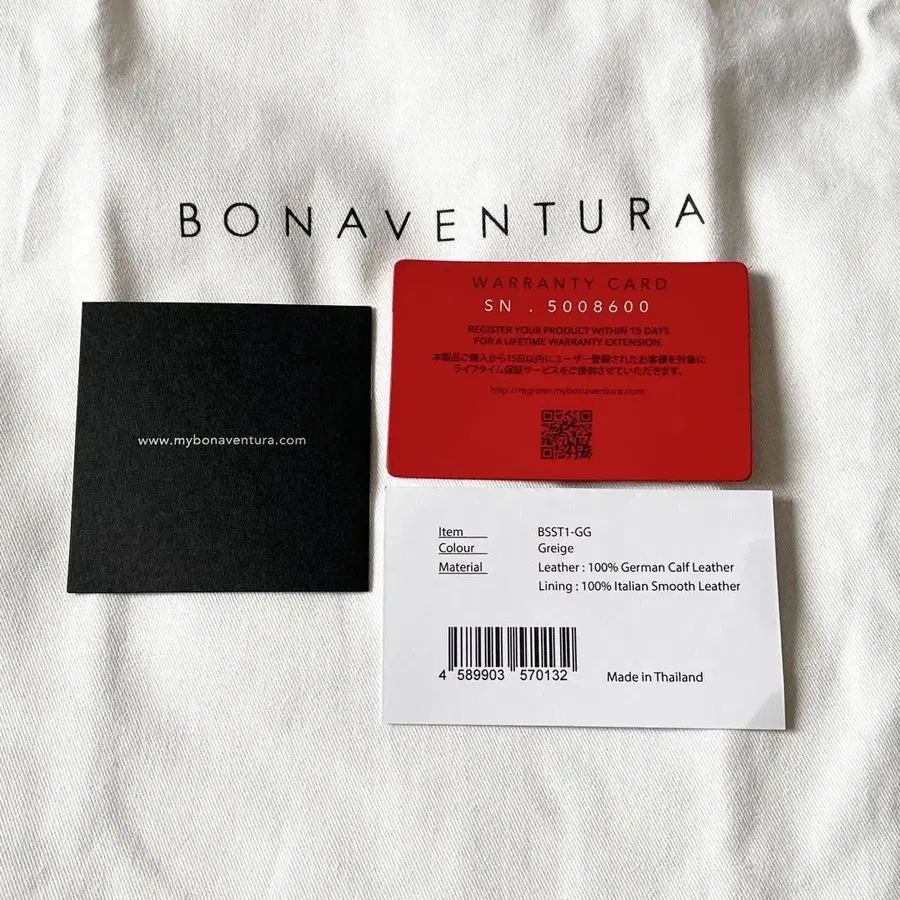 BONAVENTURA
www.mybonaventura.com
WARRANTY CARD
SN . 5008600
REGISTER YOUR PRODUCT WITHIN 15 DAYS
FOR A LIFETIME WARRANTY EXTENSION.
本製品ご購入から15日以内にユーザー登録されたお客様を対象に
ライフタイム保証サービスをご提供させていただきます。
http://register.mybonaventura.com
Item BSST1-GG
Colour Greige
Material Leather : 100% German Calf Leather
Lining : 100% Italian Smooth Leather
4 589903 570132
Made in Thailand